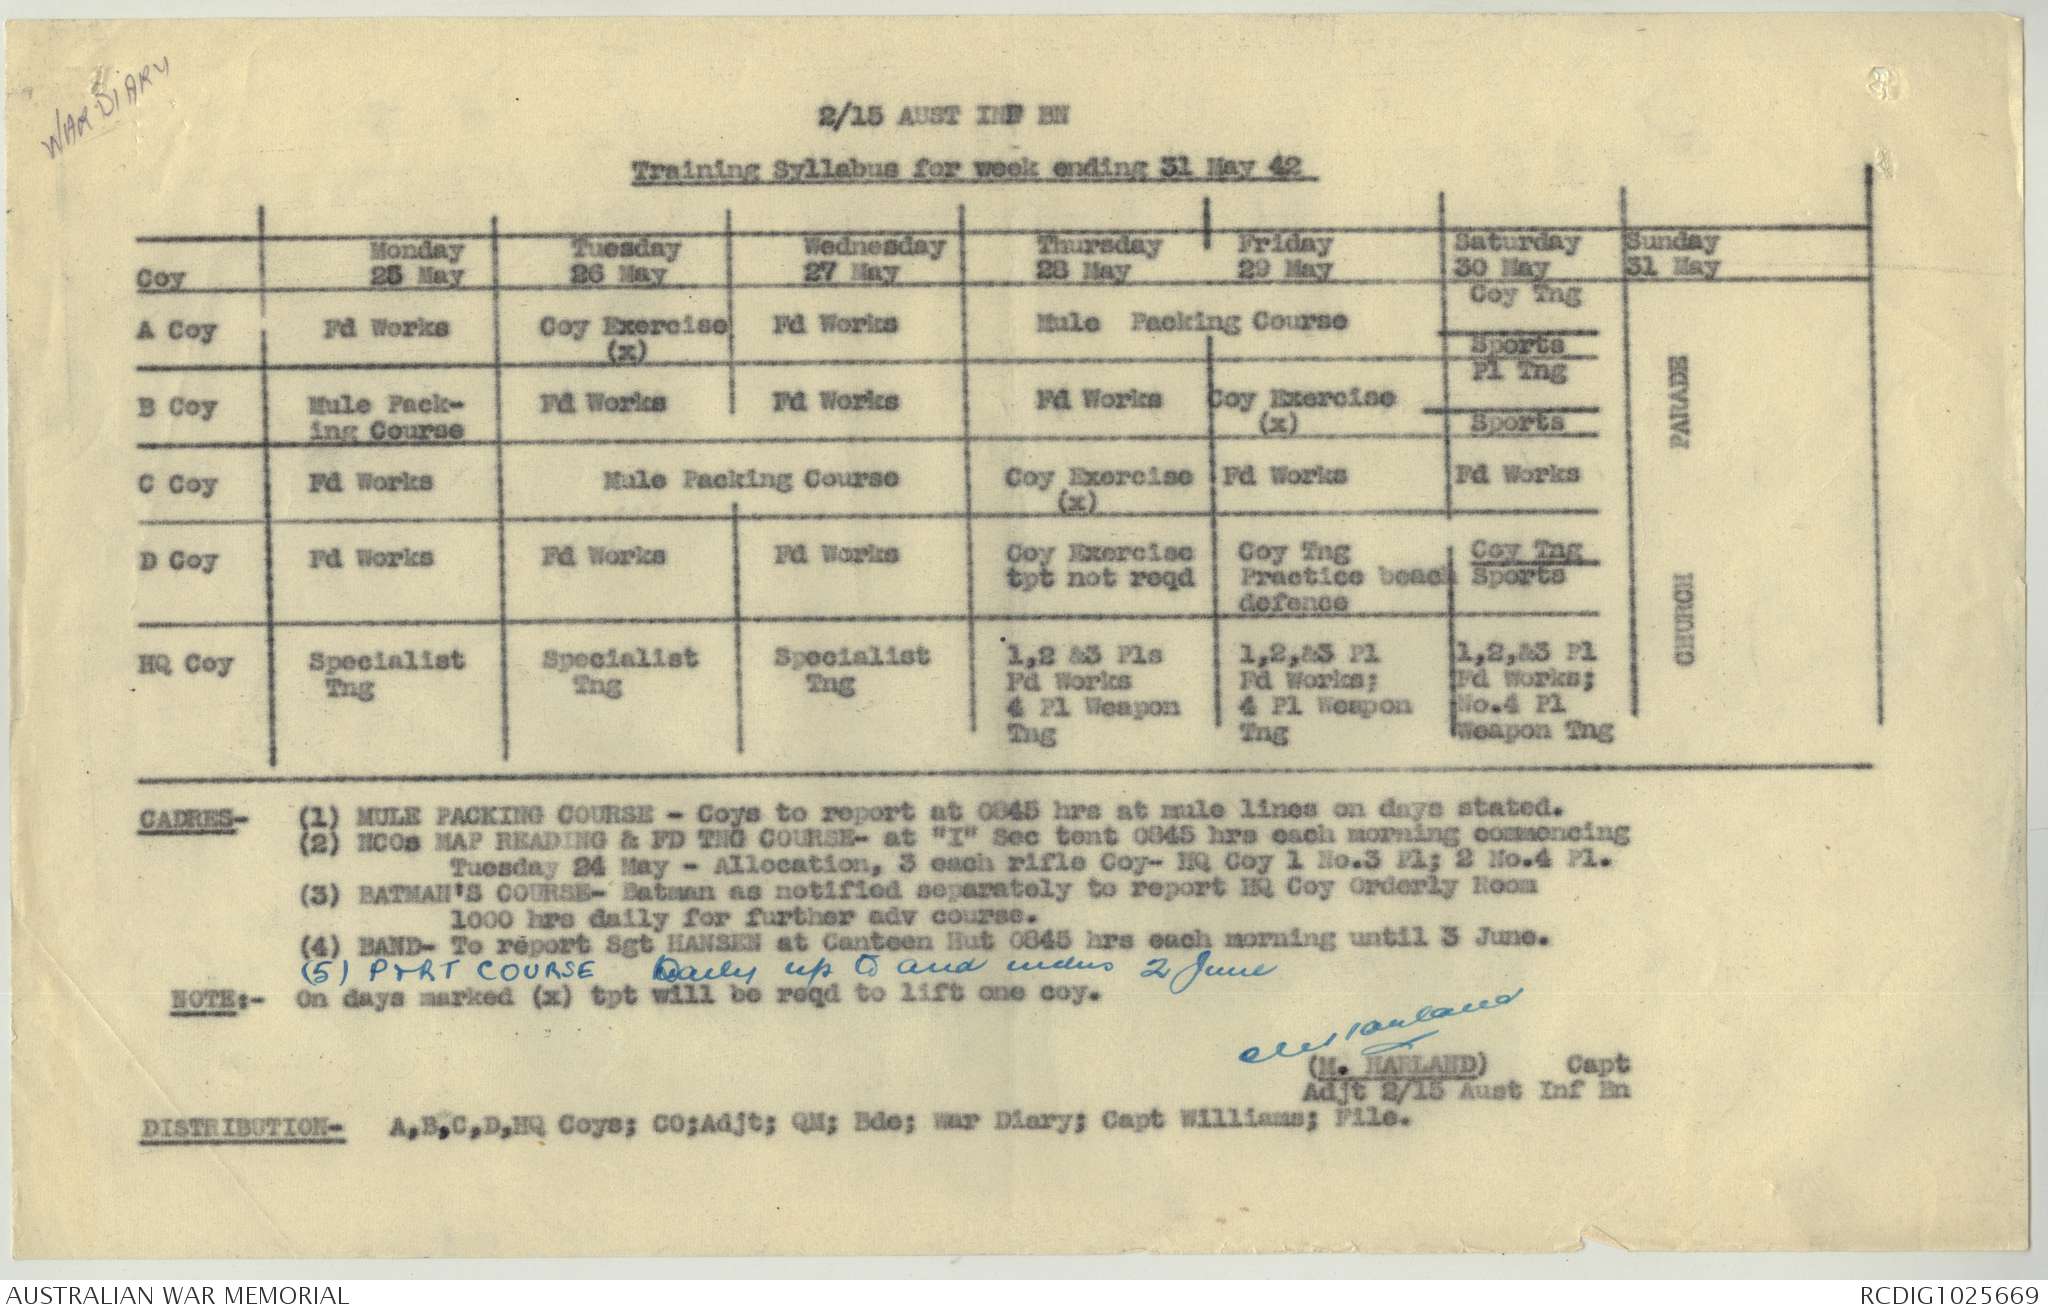 WAR DIARY
2/15 AUST INF BN
Training Syllabus for week ending 31 May 42
Coy Monday 25 May Tuesday 26 May Wednesday 27 May Thursday 28 May Friday 29 May Saturday 30 May Sunday 31 May
A Coy Fd Works Coy Exercise (x) Fd Works Mule Packing Course Coy Tng Sports
B Coy Mule Pack- ing Course Fd Works Fd Works Fd Works Coy Exercise (x) Pl Tng Sports
C Coy Fd Works Mule Packing Course Coy Exercise (x) Fd Works Fd Works
D Coy Fd Works Fd Works Fd Works Coy Exercise tpt not reqd Coy Tng Practice beach defence Coy Tng Sports
HQ Coy Specialist Tng Specialist Tng Specialist Tng 1,2 &3 Pls Fd Works 4 Pl Weapon Tng 1,2,&3 Pl Fd Works; 4 Pl Weapon Tng 1,2,&3 Pl Fd Works; No.4 Pl Weapon Tng
CHURCH PARADE
CADRES- (1) MULE PACKING COURSE - Coys to report at 0845 hrs at mule lines on days stated.
(2) NCOs MAP READING & FD TNG COURSE- at "I" Sec tent 0845 hrs each morning commencing
Tuesday 24 May - Allocation, 3 each rifle Coy- HQ Coy 1 No.3 Pl; 2 No.4 Pl.
(3) BATMAN'S COURSE- Batman as notified separately to report HQ Coy Orderly Room
1000 hrs daily for further adv course.
(4) BAND- To report Sgt HANSEN at Canteen Hut 0845 hrs each morning until 3 June.
(5) P & RT COURSE Daily up to and inclus 2 June
NOTE:- On days marked (x) tpt will be reqd to lift one coy.
(M. HARLAND) Capt
Adjt 2/15 Aust Inf Bn
DISTRIBUTION- A,B,C,D,HQ Coys; CO;Adjt; QM; Bde; War Diary; Capt Williams; File.
AUSTRALIAN WAR MEMORIAL RCDIG1025669